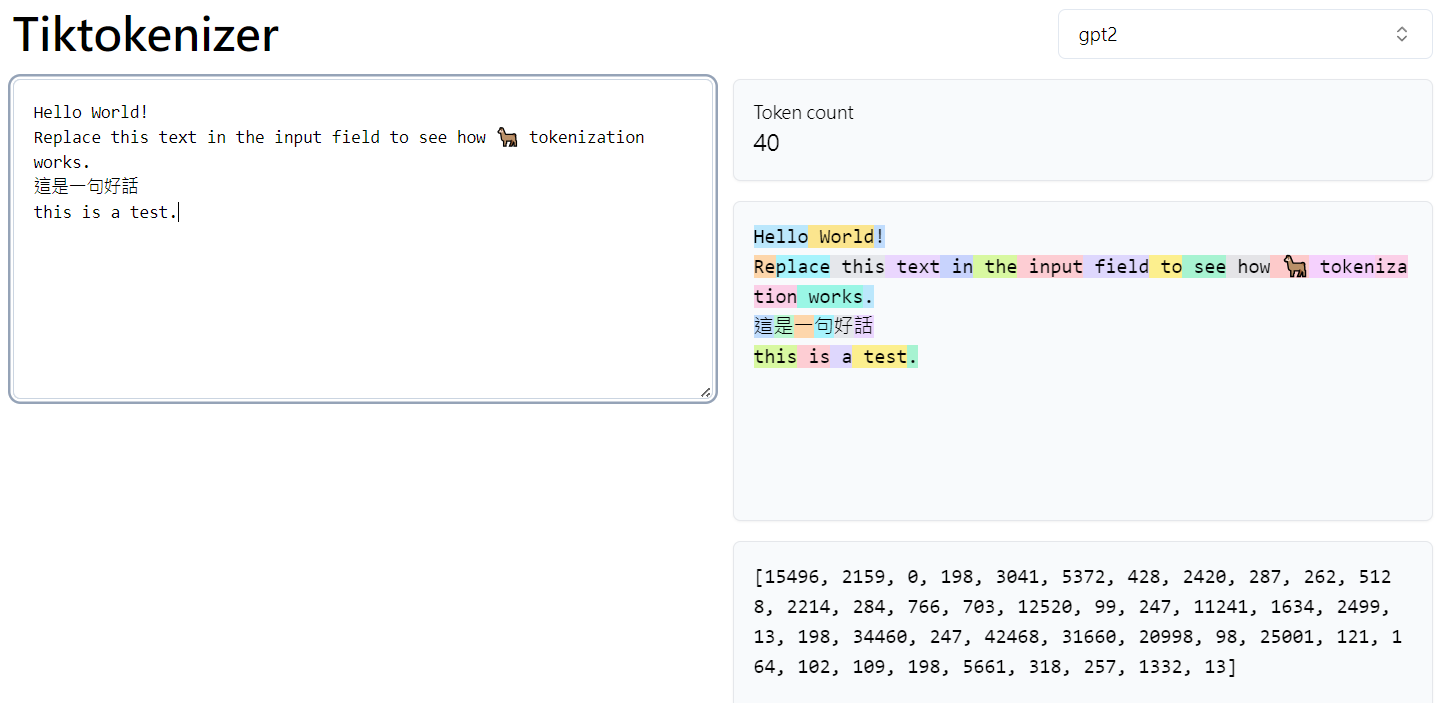 Tiktokenizer
gpt2
Hello World!
Replace this text in the input field to see how 🐕 tokenization
works.
這是一句好話
this is a test.
Token count
40
Hello World!
Replace this text in the input field to see how 🐕 tokeniza
tion works.
這是一句好話
this is a test.
[15496, 2159, 0, 198, 3041, 5372, 428, 2420, 287, 262, 512
8, 2214, 284, 766, 703, 12520, 99, 247, 11241, 1634, 2499,
13, 198, 34460, 247, 42468, 31660, 20998, 98, 25001, 121, 1
64, 102, 109, 198, 5661, 318, 257, 1332, 13]